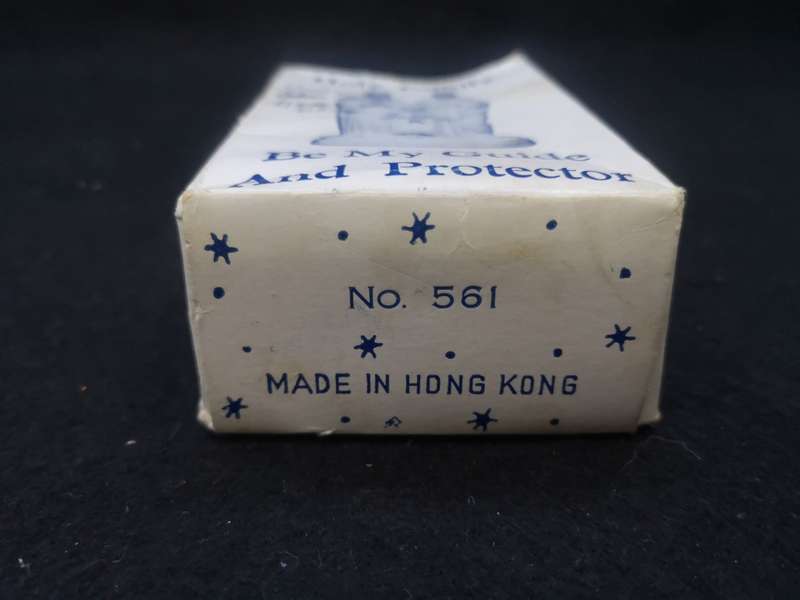 Be My Guide
And Protector
No. 561
MADE IN HONG KONG